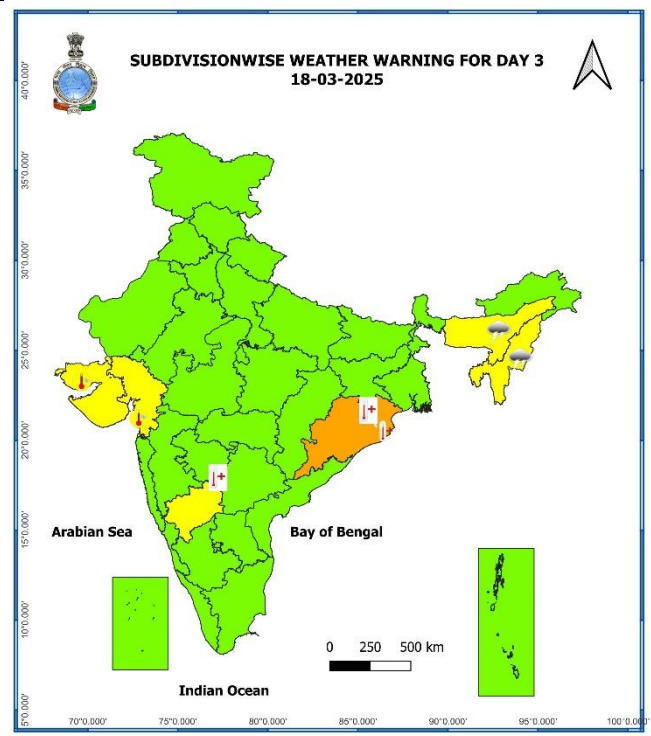 SUBDIVISIONWISE WEATHER WARNING FOR DAY 3
18-03-2025
40°0.000'
35°0.000'
30°0.000'
25°0.000'
20°0.000'
15°0.000'
10°0.000'
5°0.000'
Arabian Sea
Bay of Bengal
0 250 500 km
Indian Ocean
70°0.000' 75°0.000' 80°0.000' 85°0.000' 90°0.000' 95°0.000' 100°0.000'